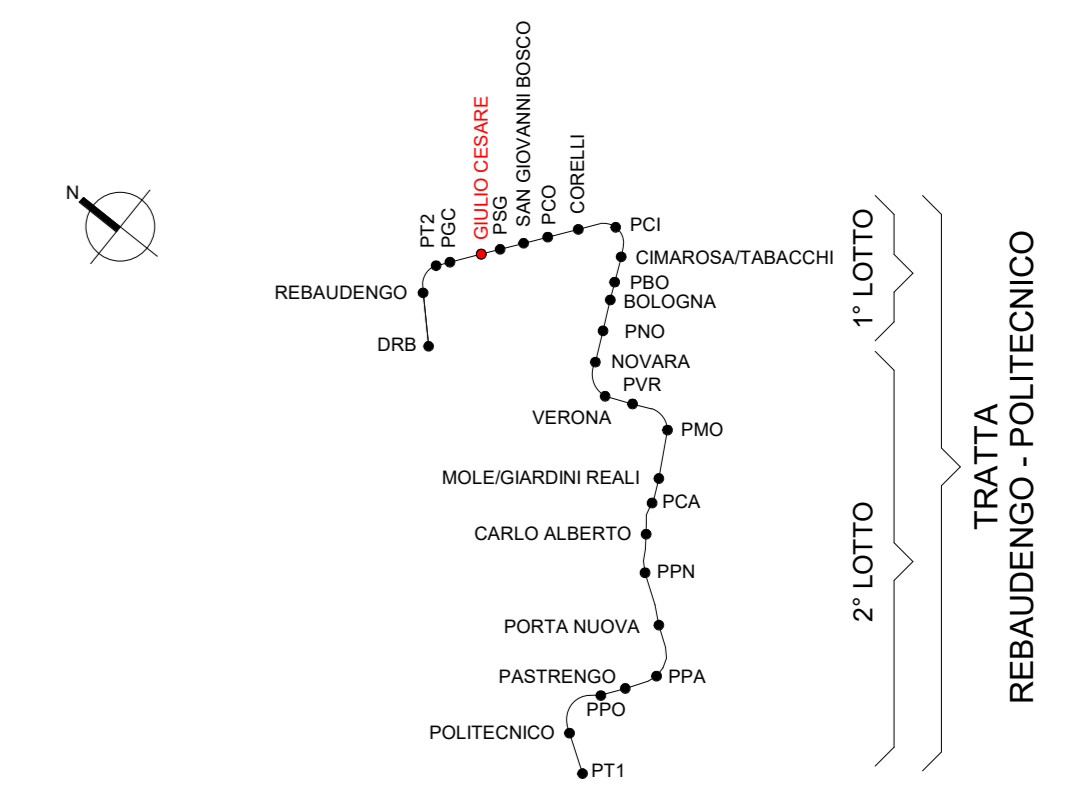 N
REBAUDENGO
DRB
PT2
PGC
GIULIO CESARE
PSG
SAN GIOVANNI BOSCO
PCO
CORELLI
PCI
CIMAROSA/TABACCHI
PBO
BOLOGNA
PNO
NOVARA
PVR
VERONA
PMO
MOLE/GIARDINI REALI
PCA
CARLO ALBERTO
PPN
PORTA NUOVA
PASTRENGO
PPA
PPO
POLITECNICO
PT1
1° LOTTO
2° LOTTO
TRATTA
REBAUDENGO - POLITECNICO